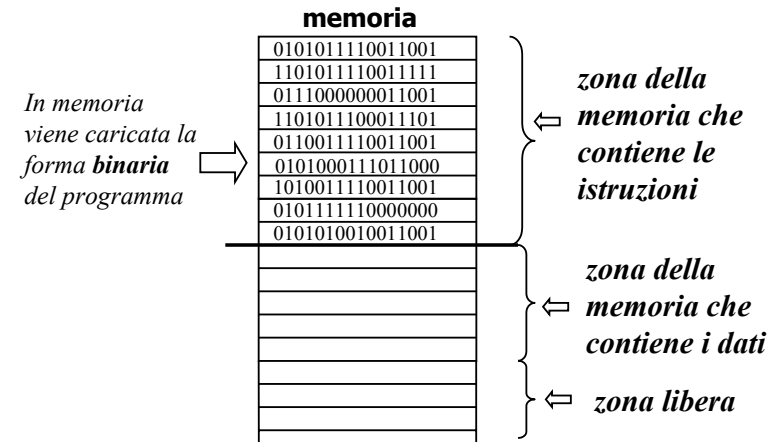 memoria
0101011110011001
1101011110011111
0111000000011001
1101011100011101
0110011110011001
0101000111011000
1010011110011001
0101111110000000
0101010010011001
In memoria
viene caricata la
forma binaria
del programma
zona della
memoria che
contiene le
istruzioni
zona della
memoria che
contiene i dati
zona libera